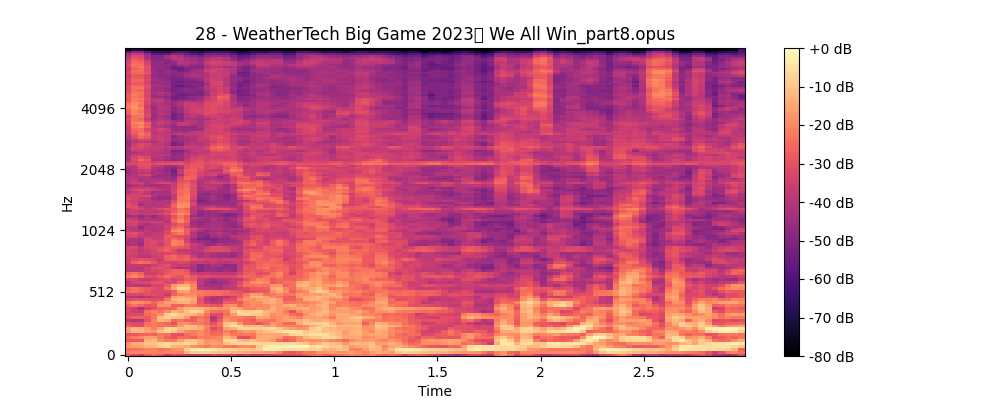 28 - WeatherTech Big Game 2023▯ We All Win_part8.opus
Hz
4096
2048
1024
512
0
0
0.5
1
1.5
2
2.5
Time
+0 dB
-10 dB
-20 dB
-30 dB
-40 dB
-50 dB
-60 dB
-70 dB
-80 dB